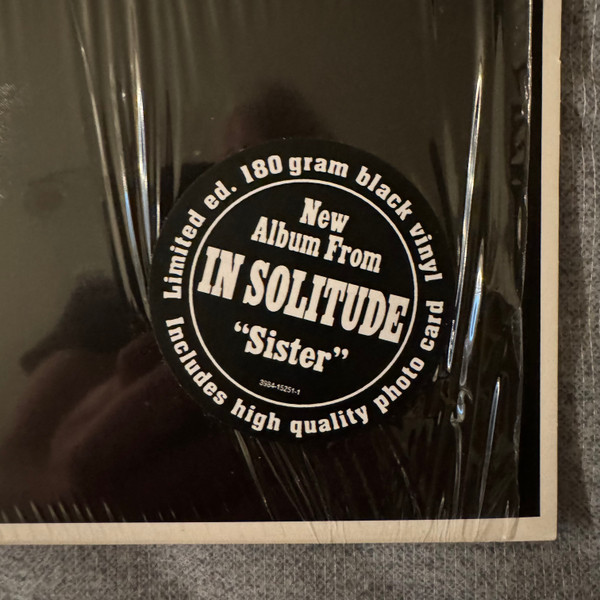 Limited ed. 180 gram black vinyl
New
Album From
IN SOLITUDE
“Sister”
3984-15251-1
Includes high quality photo card